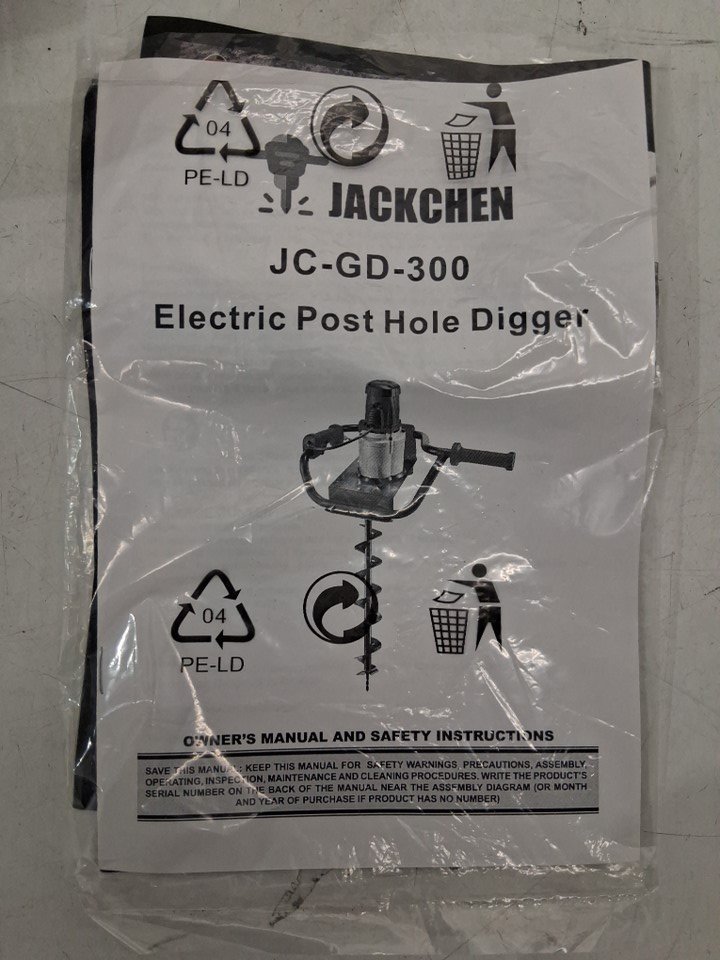 04
PE-LD
JACKCHEN
JC-GD-300
Electric Post Hole Digger
04
PE-LD
OWNER'S MANUAL AND SAFETY INSTRUCTIONS
SAVE THIS MANUAL: KEEP THIS MANUAL FOR SAFETY WARNINGS, PRECAUTIONS, ASSEMBLY,
OPERATING, INSPECTION, MAINTENANCE AND CLEANING PROCEDURES. WRITE THE PRODUCT'S
SERIAL NUMBER ON THE BACK OF THE MANUAL NEAR THE ASSEMBLY DIAGRAM (OR MONTH
AND YEAR OF PURCHASE IF PRODUCT HAS NO NUMBER)